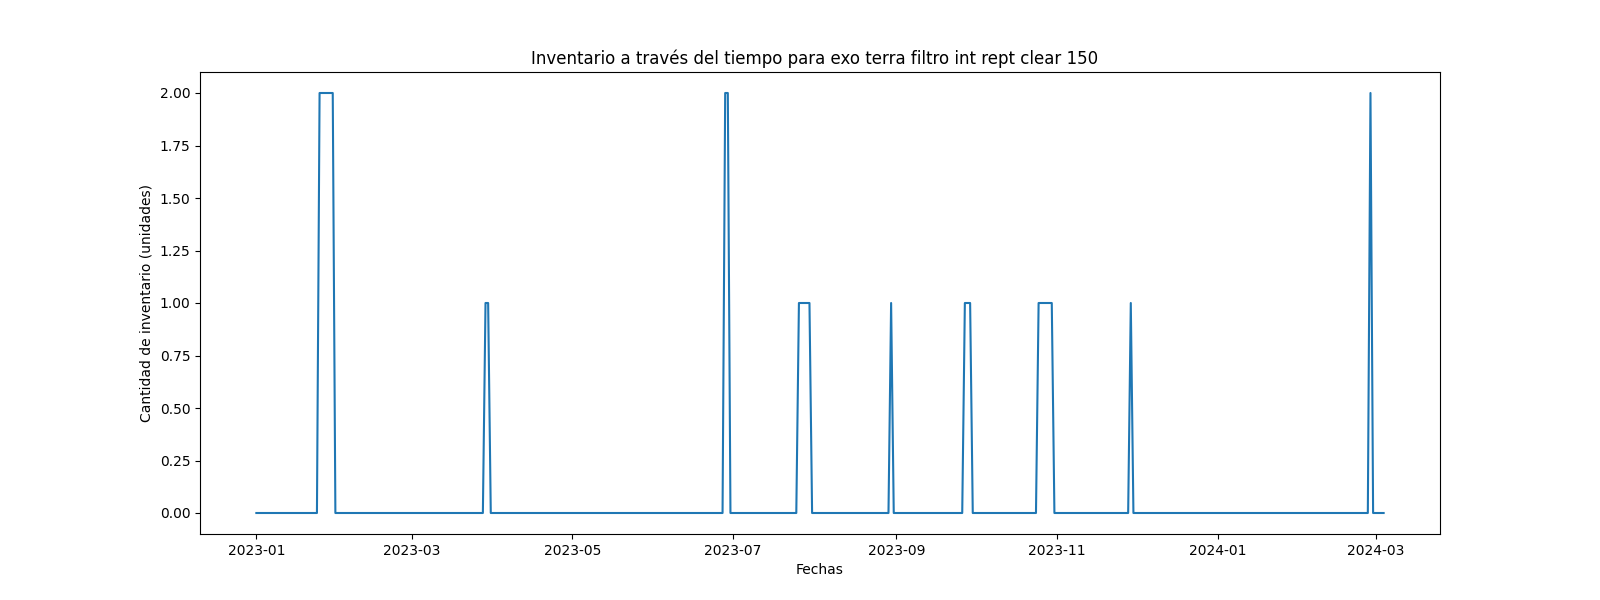 Inventario a través del tiempo para exo terra filtro int rept clear 150
Cantidad de inventario (unidades)
2.00
1.75
1.50
1.25
1.00
0.75
0.50
0.25
0.00
2023-01 2023-03 2023-05 2023-07 2023-09 2023-11 2024-01 2024-03
Fechas